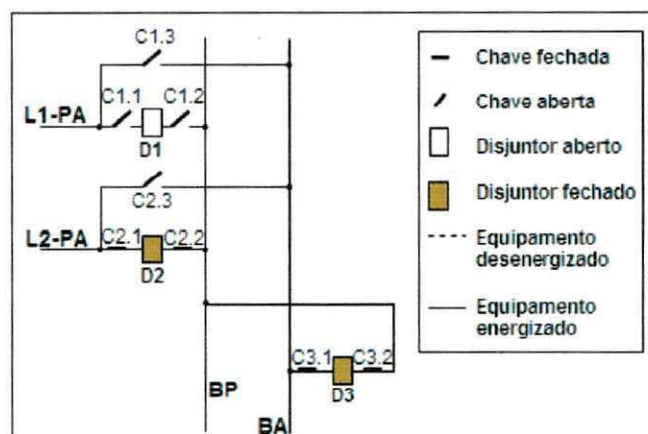 C1.3
C1.1
C1.2
L1-PA
D1
C2.3
L2-PA
C2.1
C2.2
D2
C3.1
C3.2
D3
BP
BA
Chave fechada
Chave aberta
Disjuntor aberto
Disjuntor fechado
Equipamento
desenergizado
Equipamento
energizado